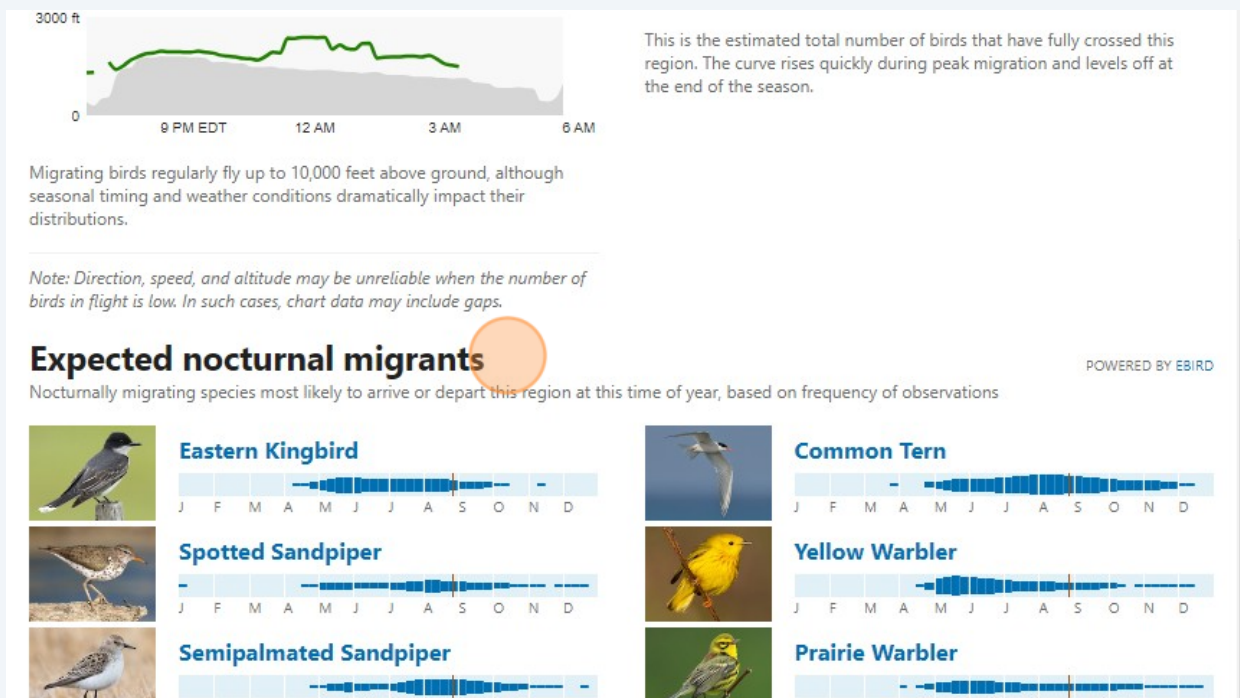 3000 ft
0
9 PM EDT 12 AM 3 AM 6 AM
Migrating birds regularly fly up to 10,000 feet above ground, although
seasonal timing and weather conditions dramatically impact their
distributions.
Note: Direction, speed, and altitude may be unreliable when the number of
birds in flight is low. In such cases, chart data may include gaps.
This is the estimated total number of birds that have fully crossed this
region. The curve rises quickly during peak migration and levels off at
the end of the season.
Expected nocturnal migrants
POWERED BY EBIRD
Nocturnally migrating species most likely to arrive or depart this region at this time of year, based on frequency of observations
Eastern Kingbird
J F M A M J J A S O N D
Common Tern
J F M A M J J A S O N D
Spotted Sandpiper
J F M A M J J A S O N D
Yellow Warbler
J F M A M J J A S O N D
Semipalmated Sandpiper
Prairie Warbler